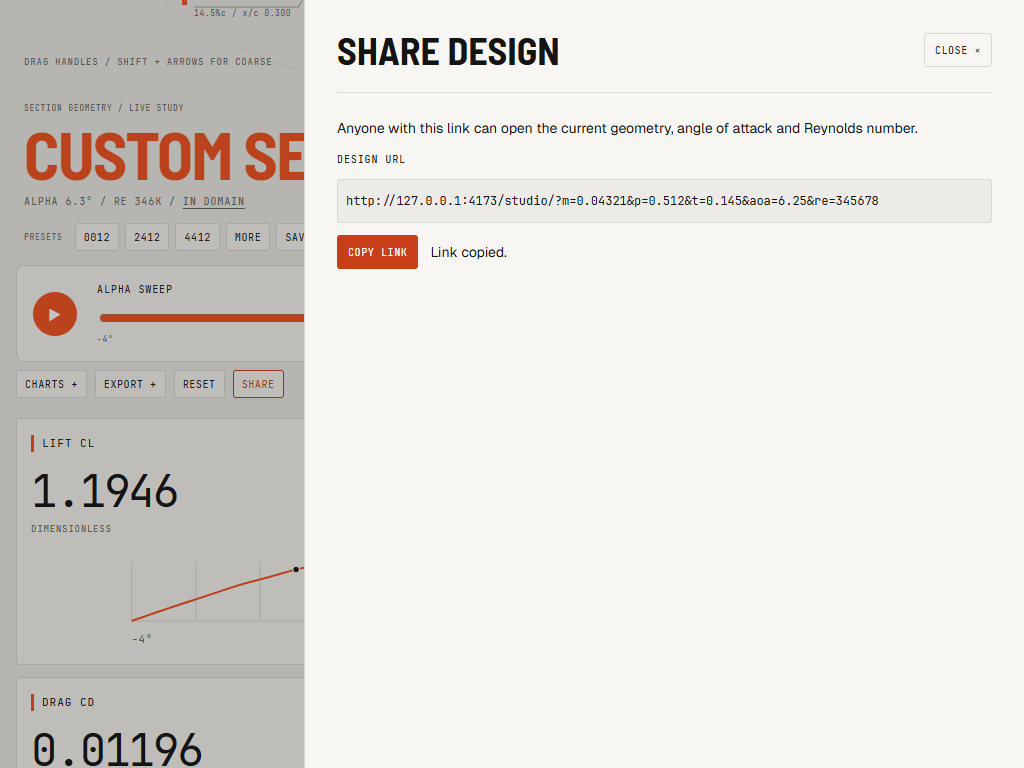 14.5%c / x/c 0.300
DRAG HANDLES / SHIFT + ARROWS FOR COARSE
SECTION GEOMETRY / LIVE STUDY
CUSTOM SE
ALPHA 6.3° / RE 346K / IN DOMAIN
PRESETS 0012 2412 4412 MORE SAV
ALPHA SWEEP
-4°
CHARTS + EXPORT + RESET SHARE
LIFT CL
1.1946
DIMENSIONLESS
-4°
DRAG CD
0.01196
SHARE DESIGN
CLOSE ×
Anyone with this link can open the current geometry, angle of attack and Reynolds number.
DESIGN URL
http://127.0.0.1:4173/studio/?m=0.04321&p=0.512&t=0.145&aoa=6.25&re=345678
COPY LINK Link copied.